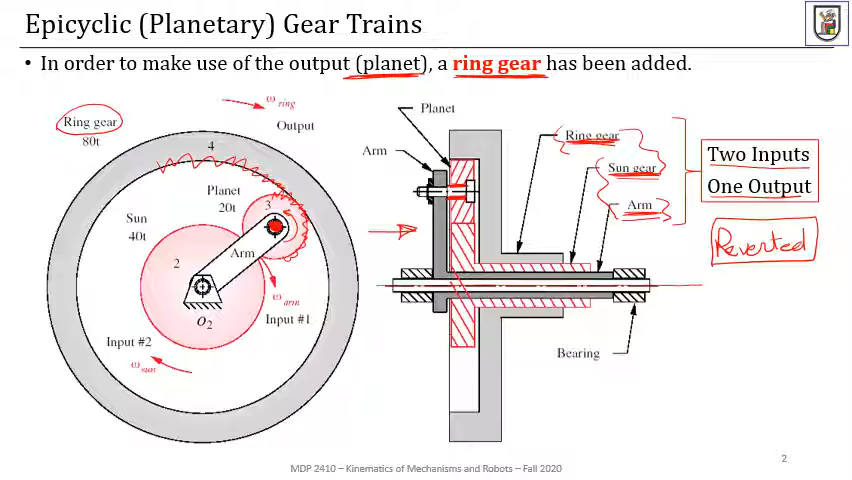 Epicyclic (Planetary) Gear Trains
• In order to make use of the output (planet), a ring gear has been added.
ω ring
Ring gear
80t
Output
4
Planet
20t
3
Sun
40t
Arm
2
ω arm
O2
Input #1
Input #2
ω sun
Planet
Arm
Ring gear
Sun gear
Arm
Bearing
Two Inputs
One Output
Reverted
MDP 2410 – Kinematics of Mechanisms and Robots – Fall 2020
2